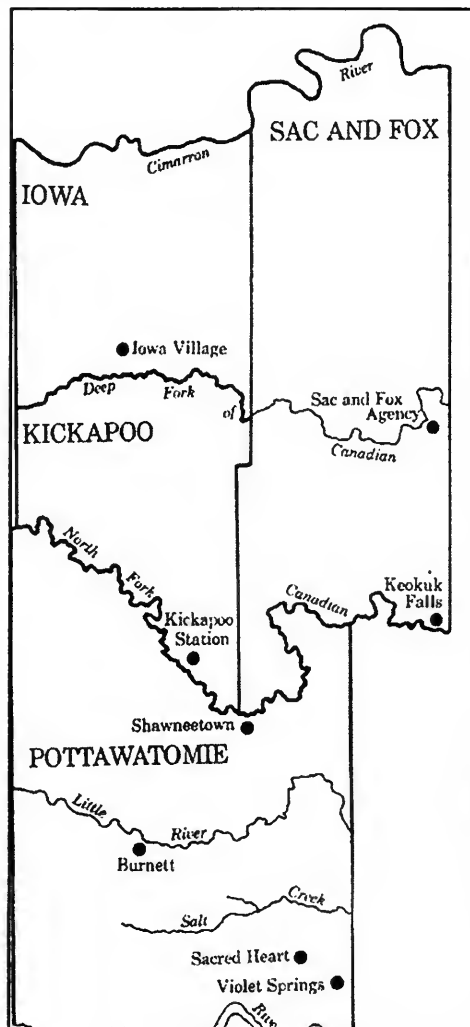 River
SAC AND FOX
Cimarron
IOWA
Iowa Village
Deep Fork of
Sac and Fox
Agency
KICKAPOO
Canadian
North Fork
Canadian
Keokuk
Falls
Kickapoo
Station
Shawneetown
POTTAWATOMIE
Little River
Burnett
Salt Creek
Sacred Heart
Violet Springs